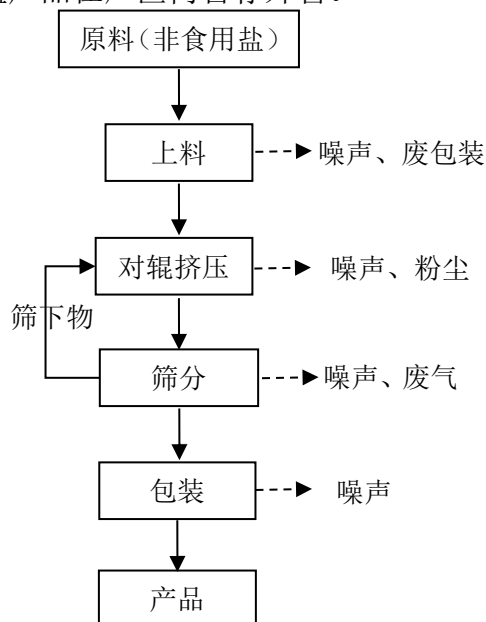 原料（非食用盐）
上料
噪声、废包装
对辊挤压
噪声、粉尘
筛下物
筛分
噪声、废气
包装
噪声
产品